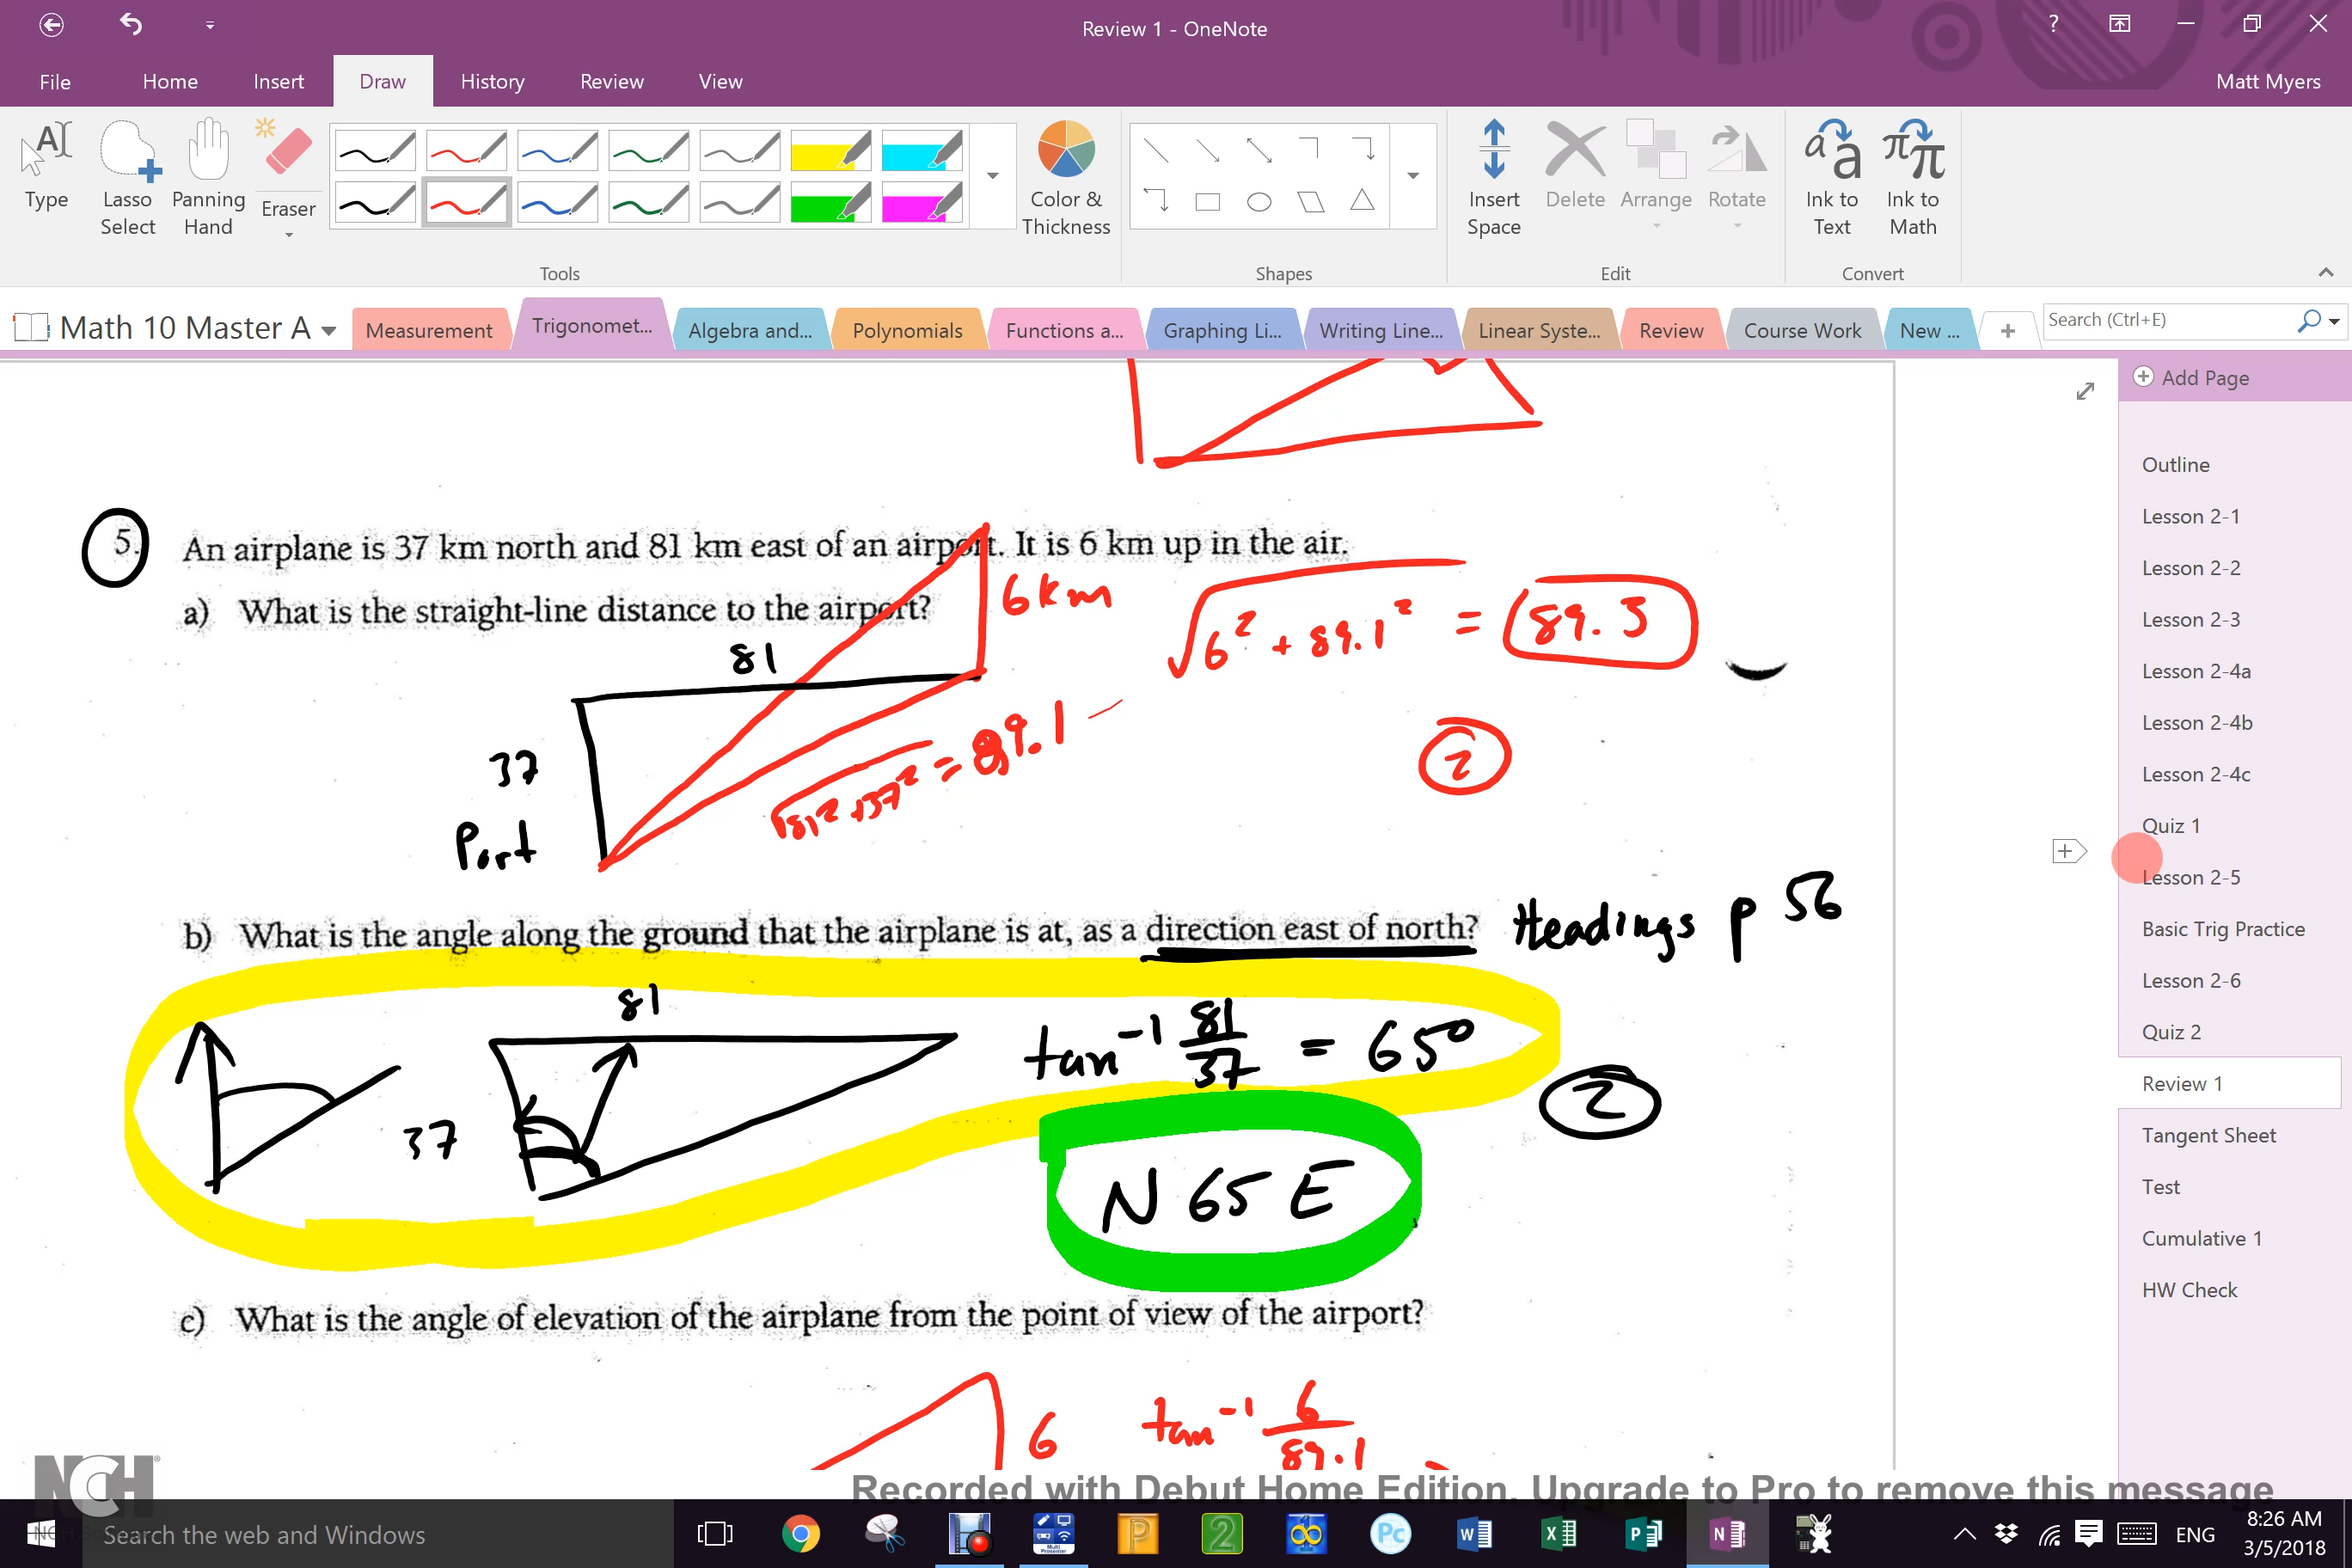 Review 1 - OneNote
?
File Home Insert Draw History Review View Matt Myers
Type
Lasso Select
Panning Hand
Eraser
Color & Thickness
Insert Space
Delete
Arrange
Rotate
Ink to Text
Ink to Math
Tools Shapes Edit Convert
Math 10 Master A Measurement Trigonomet... Algebra and... Polynomials Functions a... Graphing Li... Writing Line... Linear Syste... Review Course Work New ... + Search (Ctrl+E)
Add Page
Outline
Lesson 2-1
Lesson 2-2
Lesson 2-3
Lesson 2-4a
Lesson 2-4b
Lesson 2-4c
Quiz 1
Lesson 2-5
Basic Trig Practice
Lesson 2-6
Quiz 2
Review 1
Tangent Sheet
Test
Cumulative 1
HW Check
5. An airplane is 37 km north and 81 km east of an airport. It is 6 km up in the air.
a) What is the straight-line distance to the airport?
6 km
√6² + 89.1² = 89.3
81
37
√81² + 37² = 89.1
2
Port
b) What is the angle along the ground that the airplane is at, as a direction east of north? Headings p 56
81
tan⁻¹ 81/37 = 65°
37
2
N 65 E
c) What is the angle of elevation of the airplane from the point of view of the airport?
6
tan⁻¹ 6/89.1
NCH
Recorded with Debut Home Edition. Upgrade to Pro to remove this message
Search the web and Windows
ENG
8:26 AM
3/5/2018